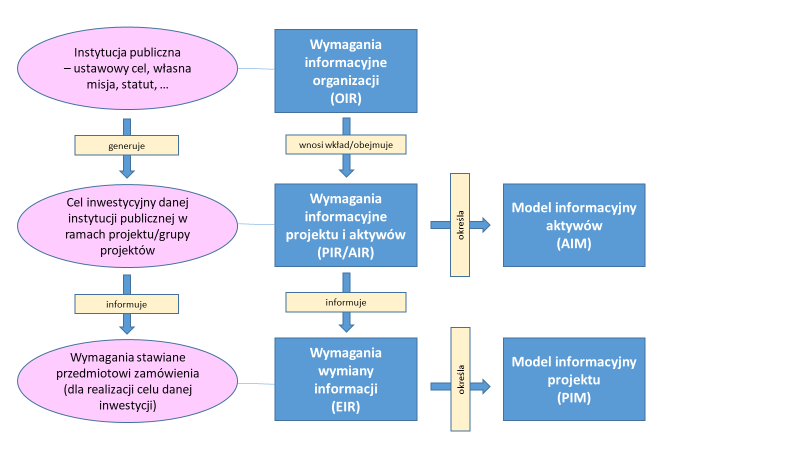 Instytucja publiczna
– ustawowy cel, własna
misja, statut, ...
Wymagania
informacyjne
organizacji
(OIR)
generuje
wnosi wkład/obejmuje
Cel inwestycyjny danej
instytucji publicznej w
ramach projektu/grupy
projektów
Wymagania
informacyjne
projektu i aktywów
(PIR/AIR)
określa
Model informacyjny
aktywów
(AIM)
informuje
informuje
Wymagania stawiane
przedmiotowi zamówienia
(dla realizacji celu danej
inwestycji)
Wymagania
wymiany
informacji
(EIR)
określa
Model informacyjny
projektu
(PIM)